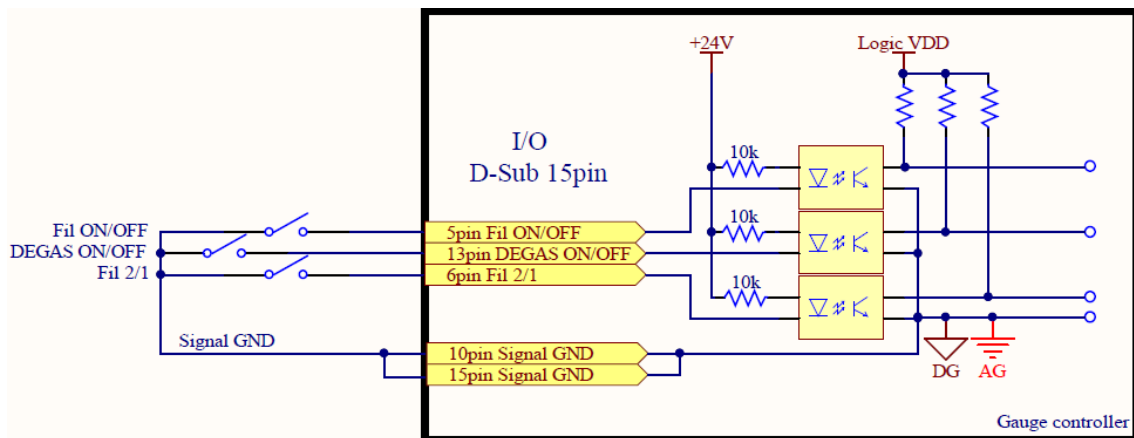 +24V
Logic VDD
I/O
D-Sub 15pin
10k
Fil ON/OFF
5pin Fil ON/OFF
10k
DEGAS ON/OFF
13pin DEGAS ON/OFF
Fil 2/1
6pin Fil 2/1
10k
Signal GND
10pin Signal GND
15pin Signal GND
DG
AG
Gauge controller